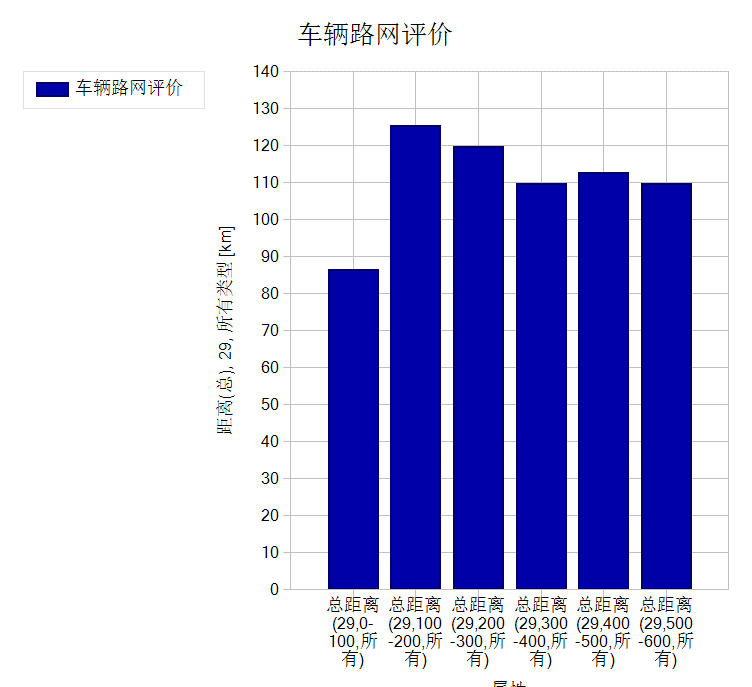 车辆路网评价
车辆路网评价
距离(总), 29, 所有类型 [km]
140
130
120
110
100
90
80
70
60
50
40
30
20
10
0
总距离
(29,0-
100,所
有)
总距离
(29,100
-200,所
有)
总距离
(29,200
-300,所
有)
总距离
(29,300
-400,所
有)
总距离
(29,400
-500,所
有)
总距离
(29,500
-600,所
有)
属性